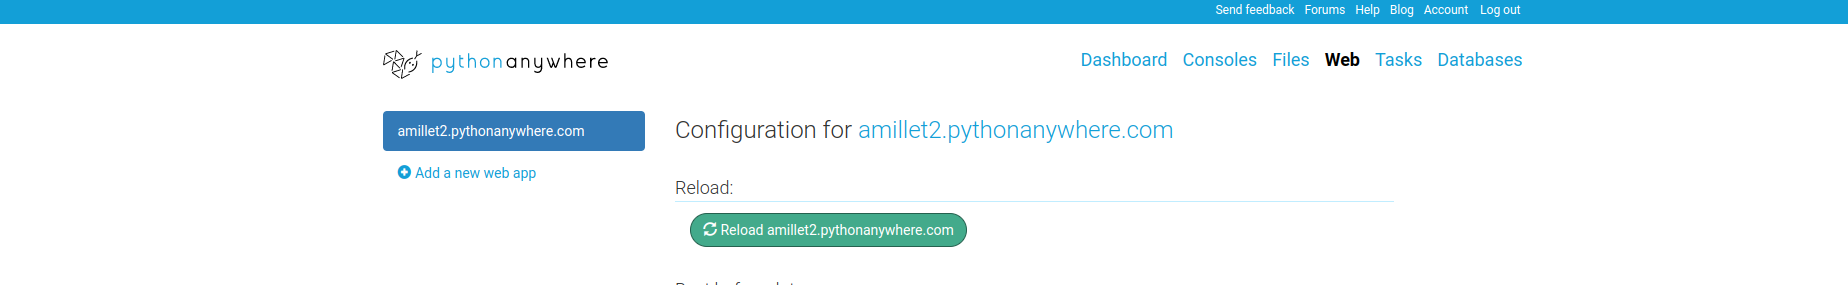 Send feedback Forums Help Blog Account Log out
pythonanywhere
Dashboard Consoles Files Web Tasks Databases
amillet2.pythonanywhere.com
Add a new web app
Configuration for amillet2.pythonanywhere.com
Reload:
Reload amillet2.pythonanywhere.com